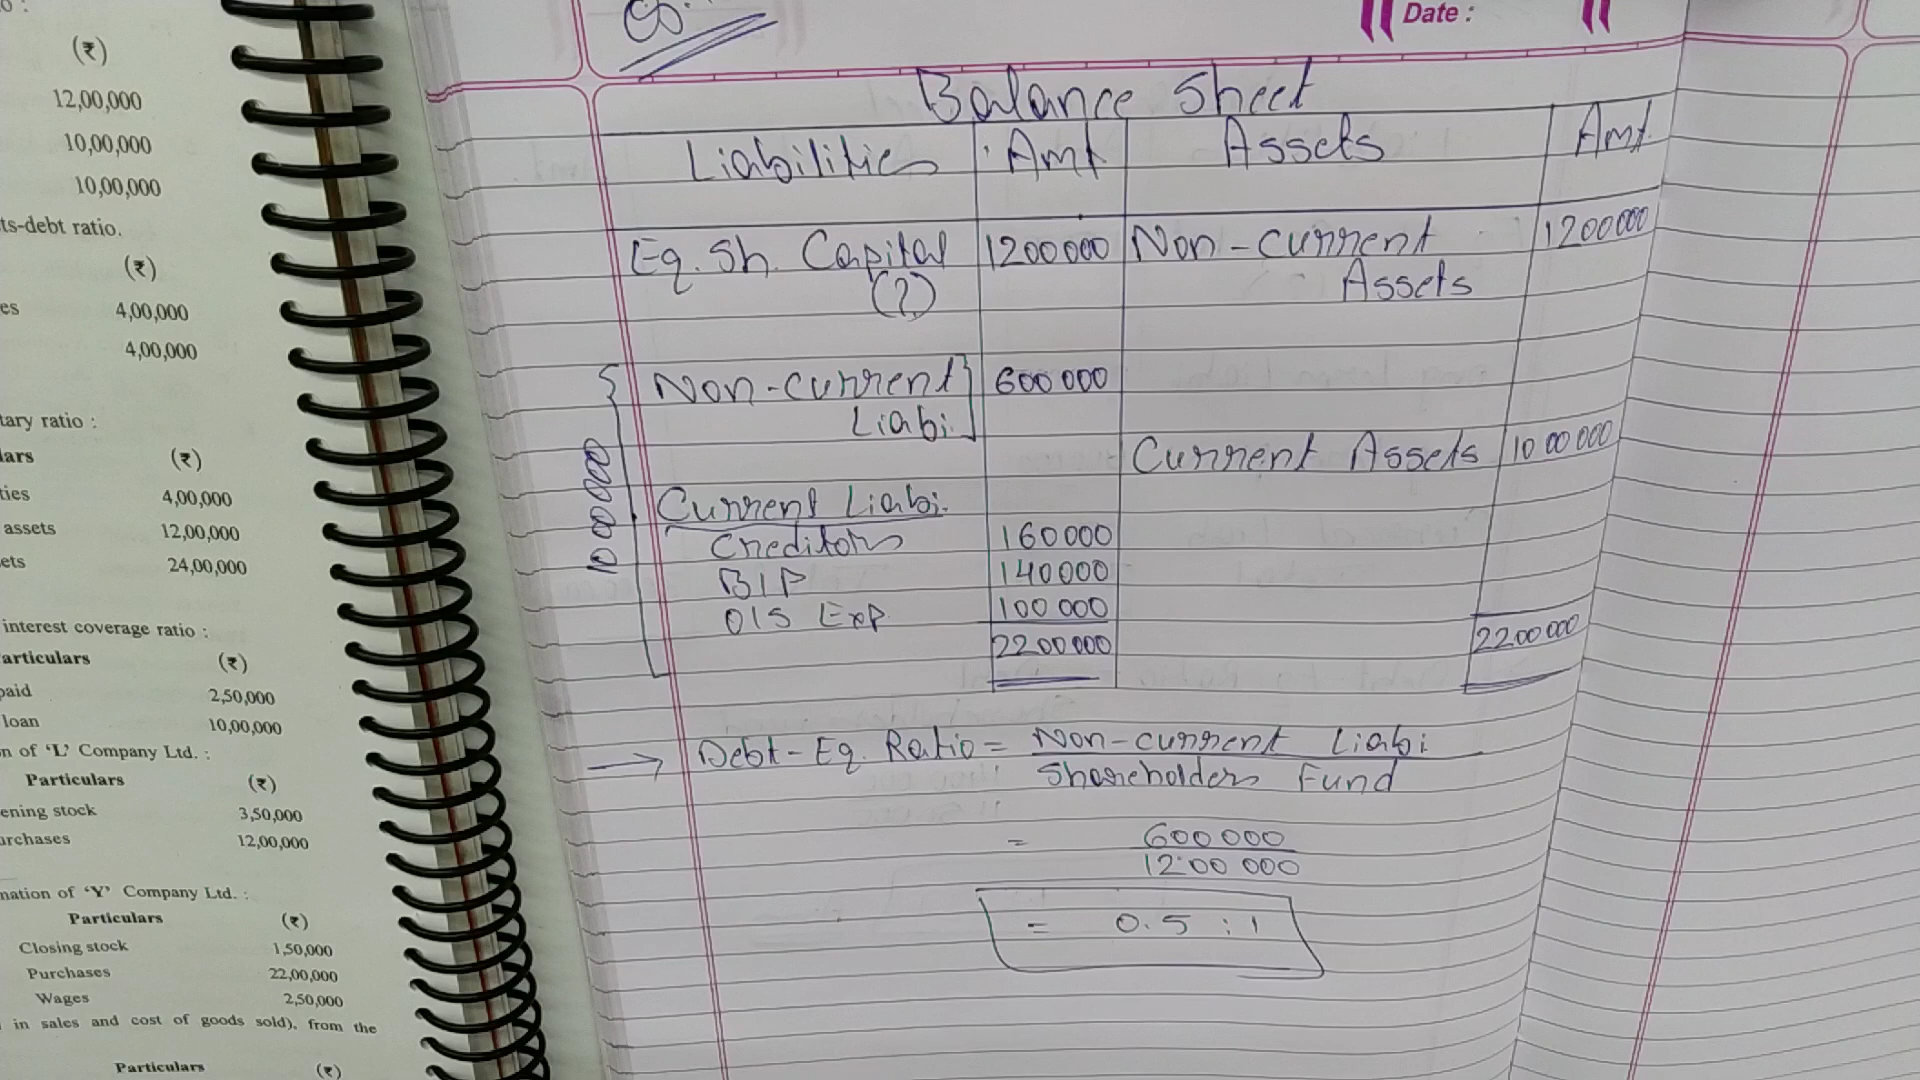 (₹)
12,00,000
10,00,000
10,00,000
ts-debt ratio.
(₹)
es 4,00,000
4,00,000
tary ratio :
lars (₹)
ties 4,00,000
assets 12,00,000
ets 24,00,000
interest coverage ratio :
articulars (₹)
paid 2,50,000
loan 10,00,000
n of 'L' Company Ltd. :
Particulars (₹)
ening stock 3,50,000
urchases 12,00,000
nation of 'Y' Company Ltd. :
Particulars (₹)
Closing stock 1,50,000
Purchases 22,00,000
Wages 2,50,000
in sales and cost of goods sold), from the
Particulars (₹)
Date :
Balance Sheet
Liabilities Amt Assets Amt.
Eq. Sh. Capital 1200000 Non-current 1200000
(?) Assets
Non-current 600000
Liabi.
Current Assets 1000000
1000000
Current Liabi.
Creditors 160000
B/P 140000
O/S Exp 100000
2200000 2200000
→ Debt-Eq. Ratio = Non-current Liabi
Shareholders Fund
= 600000
1200000
= 0.5 : 1